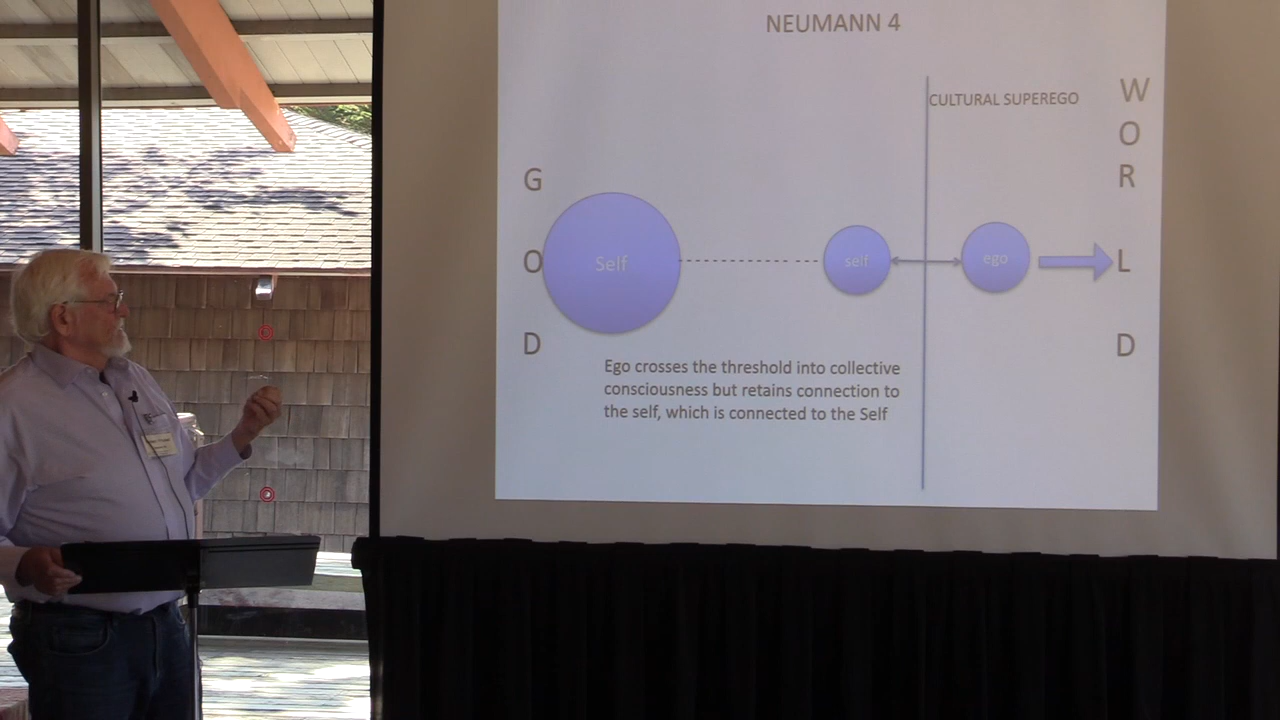 NEUMANN 4
CULTURAL SUPEREGO
W
O
R
L
D
G
O
D
Self
self
ego
Ego crosses the threshold into collective
consciousness but retains connection to
the self, which is connected to the Self